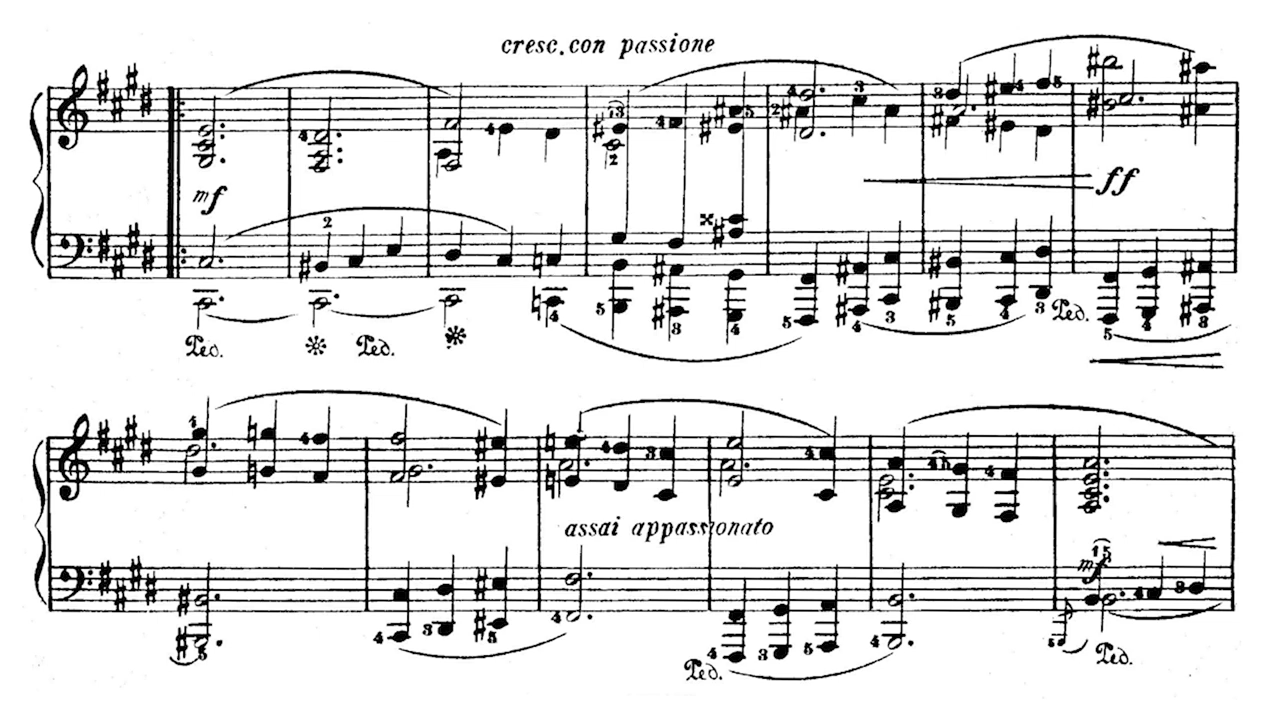 cresc. con passione
mf
ff
Ped. Ped. Ped.
assai appassionato
mf
Ped. Ped.